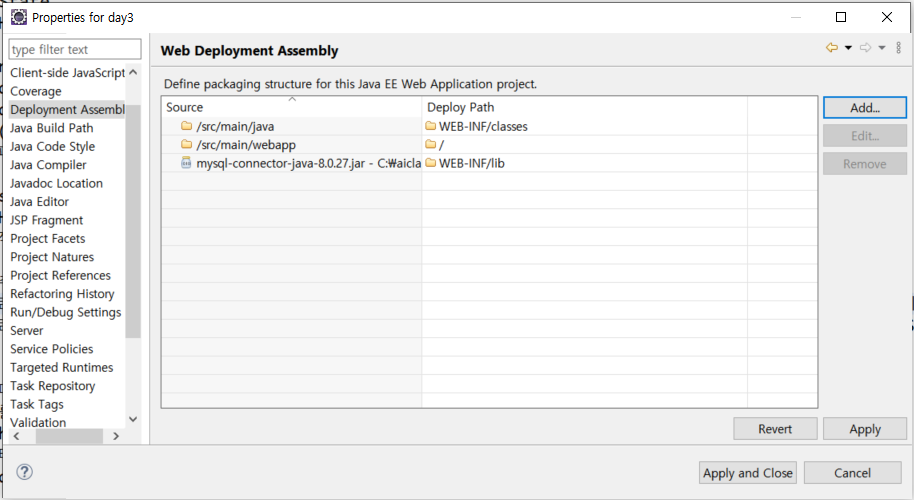 Properties for day3
type filter text
Client-side JavaScript
Coverage
Deployment Assembl
Java Build Path
Java Code Style
Java Compiler
Javadoc Location
Java Editor
JSP Fragment
Project Facets
Project Natures
Project References
Refactoring History
Run/Debug Settings
Server
Service Policies
Targeted Runtimes
Task Repository
Task Tags
Validation
Web Deployment Assembly
Define packaging structure for this Java EE Web Application project.
Source Deploy Path
/src/main/java WEB-INF/classes
/src/main/webapp /
mysql-connector-java-8.0.27.jar - C:₩aicla WEB-INF/lib
Add...
Edit...
Remove
Revert Apply
Apply and Close Cancel